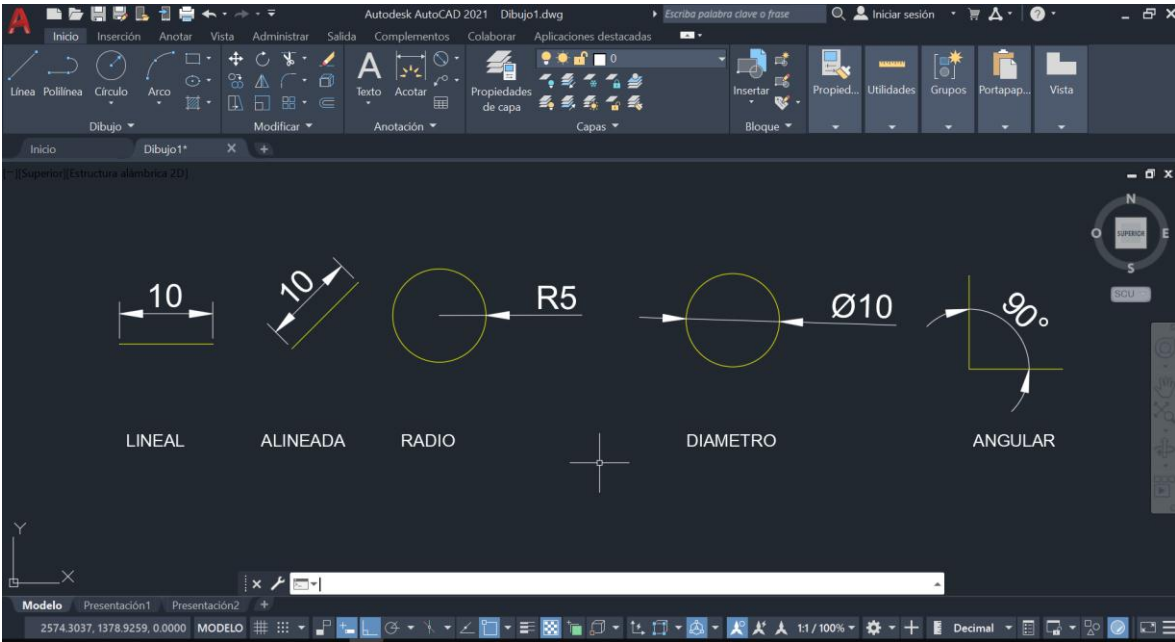 A Autodesk AutoCAD 2021 Dibujo1.dwg Escriba palabra clave o frase Iniciar sesión
Inicio Inserción Anotar Vista Administrar Salida Complementos Colaborar Aplicaciones destacadas
0
Línea Polilínea Círculo Arco Texto Acotar Propiedades de capa Insertar Propied... Utilidades Grupos Portapap... Vista
Dibujo Modificar Anotación Capas Bloque
Inicio Dibujo1* +
[−][Superior][Estructura alámbrica 2D]
N
O SUPERIOR E
S
SCU
10 10 R5 Ø10 90°
LINEAL ALINEADA RADIO DIAMETRO ANGULAR
Y
X
Modelo Presentación1 Presentación2 +
2574.3037, 1378.9259, 0.0000 MODELO 1:1 / 100% Decimal